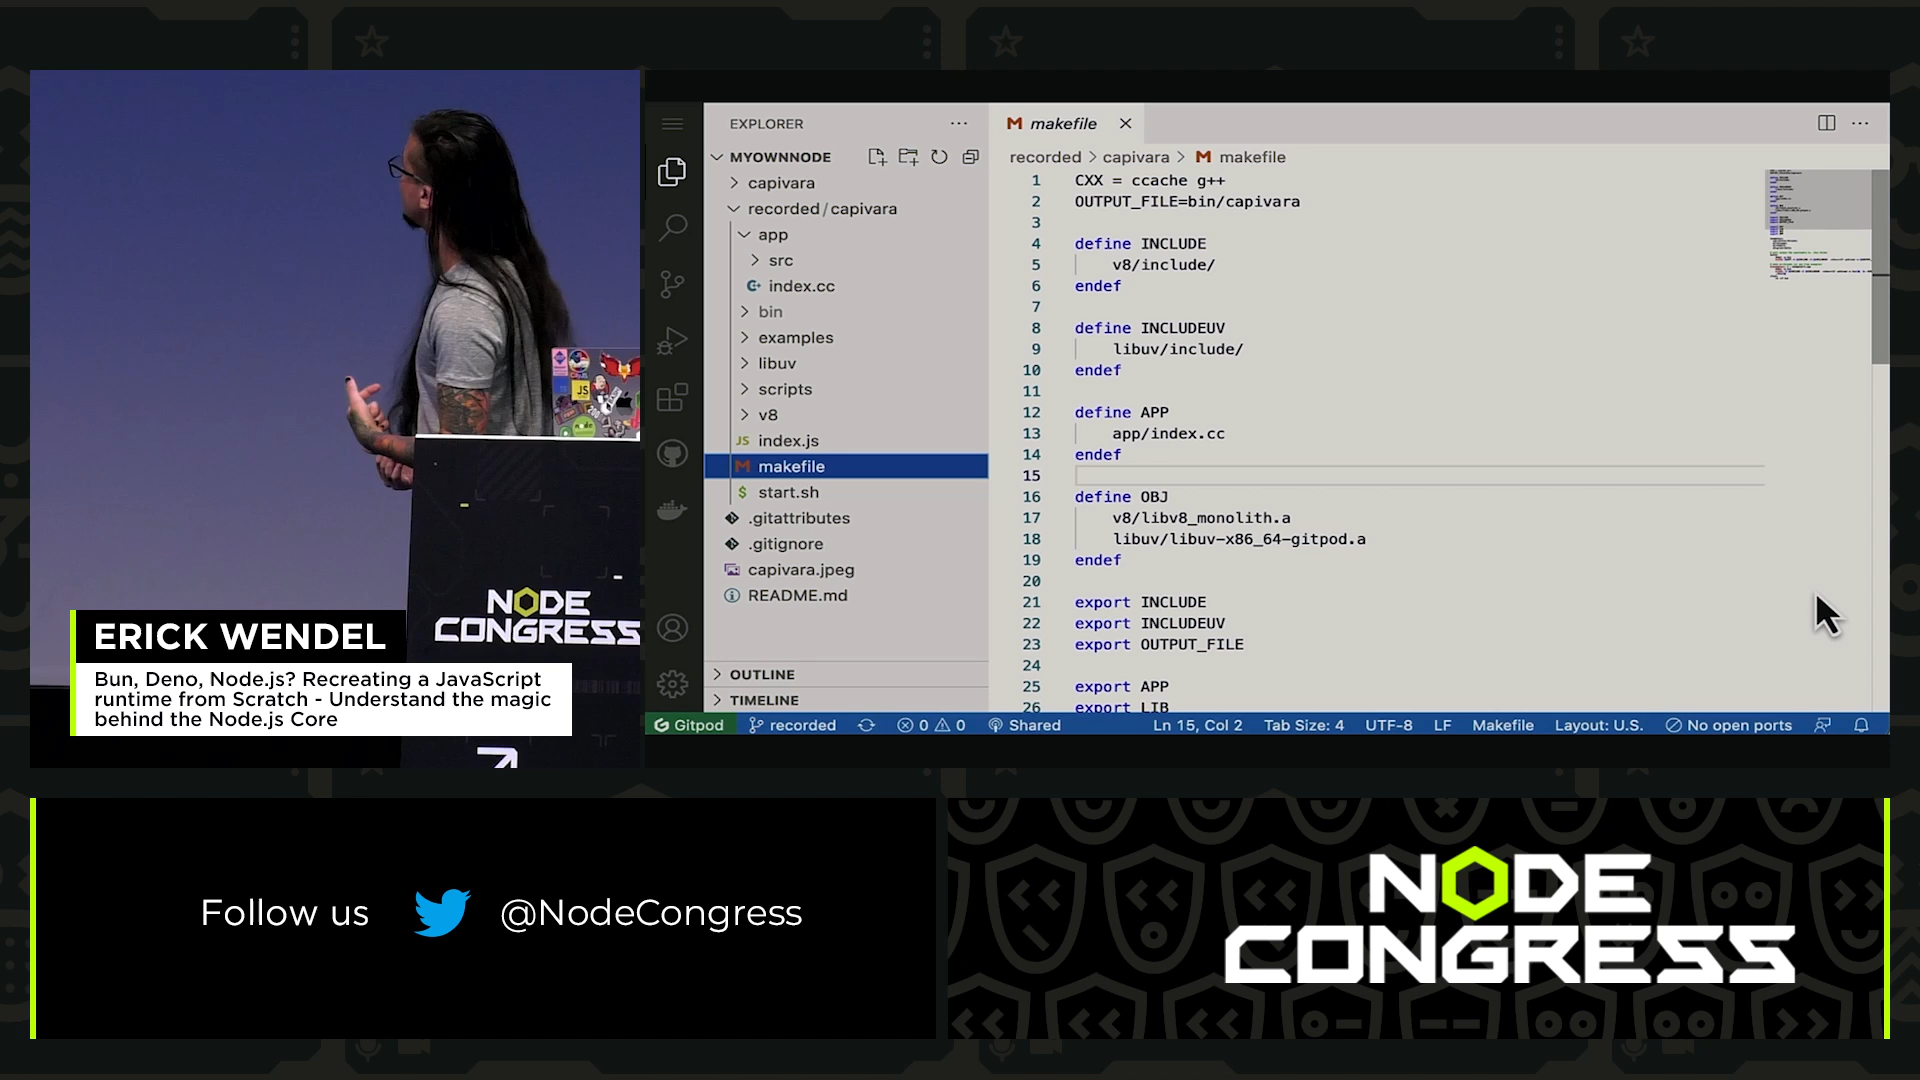 EXPLORER
MYOWNNODE
capivara
recorded/capivara
app
src
index.cc
bin
examples
libuv
scripts
v8
JS index.js
M makefile
$ start.sh
.gitattributes
.gitignore
capivara.jpeg
README.md
OUTLINE
TIMELINE
M makefile
recorded > capivara > M makefile
1 CXX = ccache g++
2 OUTPUT_FILE=bin/capivara
3
4 define INCLUDE
5 v8/include/
6 endef
7
8 define INCLUDEUV
9 libuv/include/
10 endef
11
12 define APP
13 app/index.cc
14 endef
15
16 define OBJ
17 v8/libv8_monolith.a
18 libuv/libuv-x86_64-gitpod.a
19 endef
20
21 export INCLUDE
22 export INCLUDEUV
23 export OUTPUT_FILE
24
25 export APP
26 export LIB
Gitpod recorded 0 0 Shared Ln 15, Col 2 Tab Size: 4 UTF-8 LF Makefile Layout: U.S. No open ports
JS
NODE
CONGRESS
ERICK WENDEL
Bun, Deno, Node.js? Recreating a JavaScript
runtime from Scratch - Understand the magic
behind the Node.js Core
Follow us @NodeCongress
NODE
CONGRESS